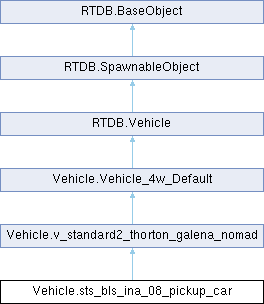 RTDB.BaseObject
RTDB.SpawnableObject
RTDB.Vehicle
Vehicle.Vehicle_4w_Default
Vehicle.v_standard2_thorton_galena_nomad
Vehicle.sts_bls_ina_08_pickup_car